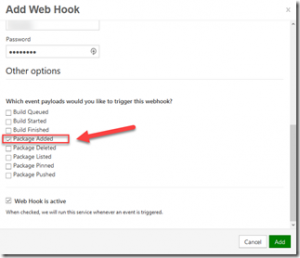 Add Web Hook
Password
Other options
Which event payloads would you like to trigger this webhook?
Build Queued
Build Started
Build Finished
Package Added
Package Deleted
Package Listed
Package Pinned
Package Pushed
Web Hook is active
When checked, we will run this service whenever an event is triggered.
Cancel Add